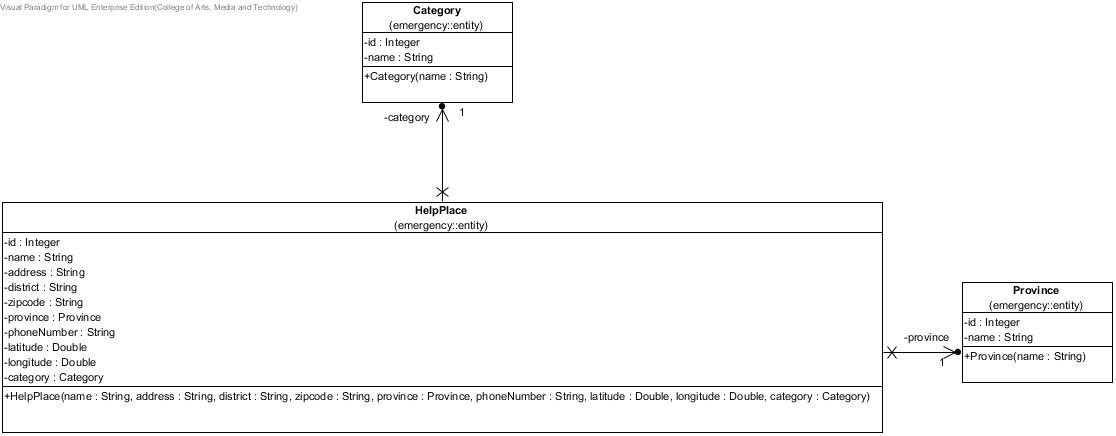 Visual Paradigm for UML Enterprise Edition(College of Arts, Media and Technology)
Category
(emergency::entity)
-id : Integer
-name : String
+Category(name : String)
-category
1
HelpPlace
(emergency::entity)
-id : Integer
-name : String
-address : String
-district : String
-zipcode : String
-province : Province
-phoneNumber : String
-latitude : Double
-longitude : Double
-category : Category
+HelpPlace(name : String, address : String, district : String, zipcode : String, province : Province, phoneNumber : String, latitude : Double, longitude : Double, category : Category)
-province
1
Province
(emergency::entity)
-id : Integer
-name : String
+Province(name : String)